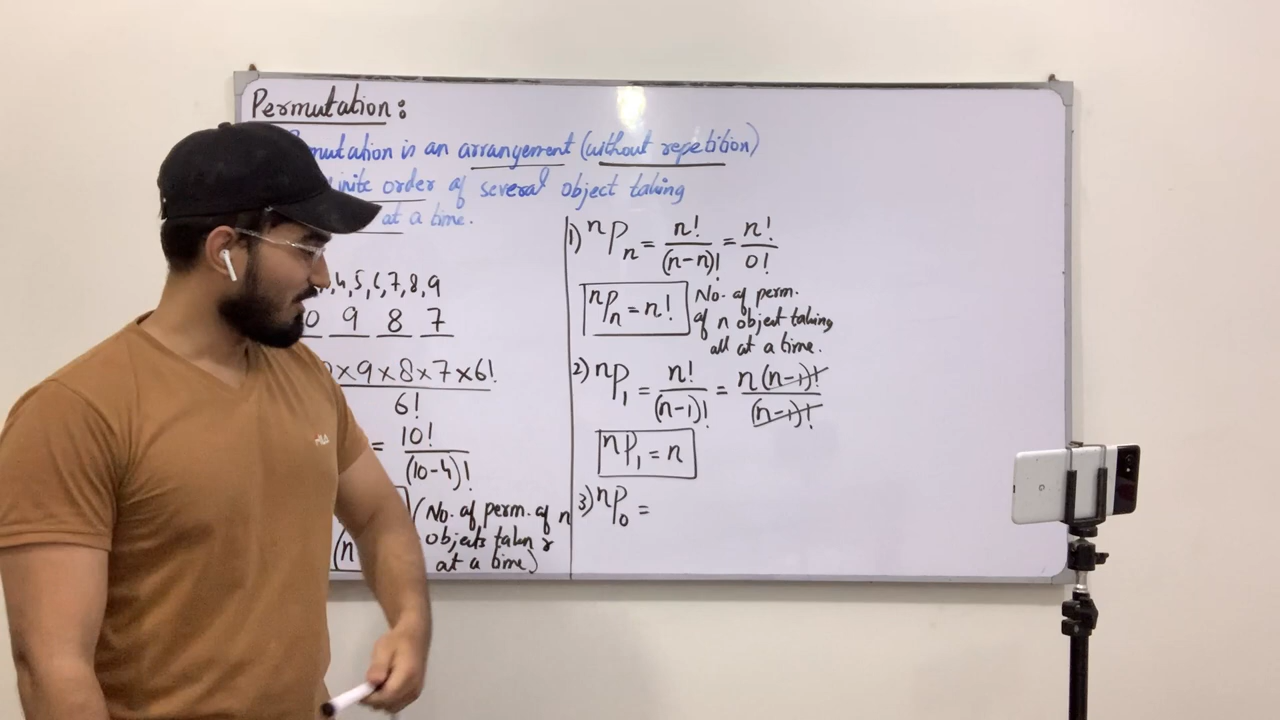 Permutation:
is an arrangement (without repetition)
order of several object taking
at a time.
4, 5, 6, 7, 8, 9
0 9 8 7
×9×8×7×6!
6!
= 10!
(10-4)!
(n
(No. of perm. of n
objects taken r
at a time)
1) ⁿPₙ = n!/(n-n)! = n!/0!
ⁿPₙ = n! No. of perm.
of n object taking
all at a time.
2) ⁿP₁ = n!/(n-1)! = n(n-1)!/(n-1)!
ⁿP₁ = n
3) ⁿP₀ =
FILA
G